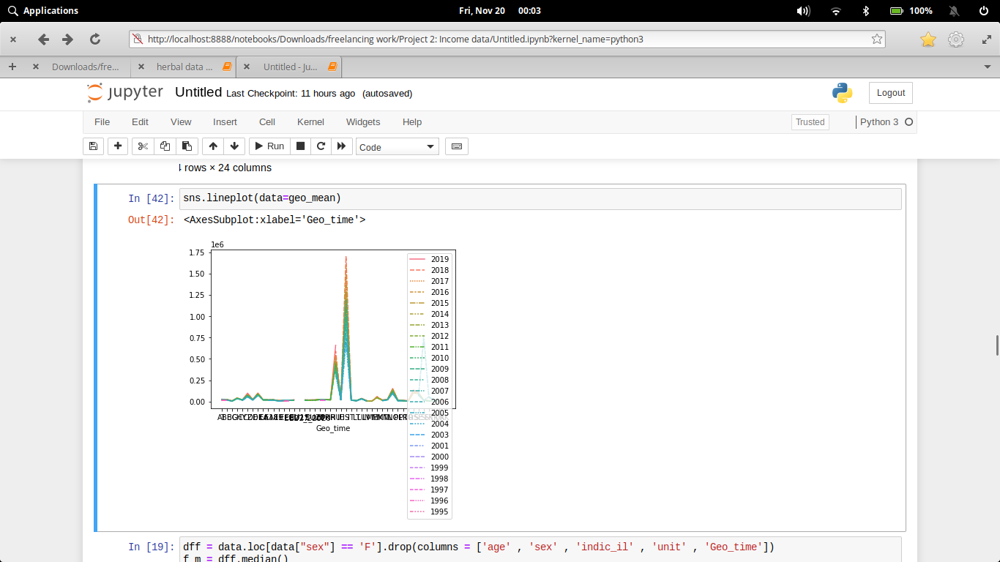 Applications
Fri, Nov 20 00:03
100%
http://localhost:8888/notebooks/Downloads/freelancing work/Project 2: Income data/Untitled.ipynb?kernel_name=python3
Downloads/fre...
herbal data ...
Untitled - Ju...
jupyter Untitled Last Checkpoint: 11 hours ago (autosaved)
Logout
File Edit View Insert Cell Kernel Widgets Help
Trusted
Python 3
Run
Code
4 rows × 24 columns
In [42]: sns.lineplot(data=geo_mean)
Out[42]: <AxesSubplot:xlabel='Geo_time'>
1e6
1.75
1.50
1.25
1.00
0.75
0.50
0.25
0.00
Geo_time
2019
2018
2017
2016
2015
2014
2013
2012
2011
2010
2009
2008
2007
2006
2005
2004
2003
2001
2000
1999
1998
1997
1996
1995
In [19]: dff = data.loc[data["sex"] == 'F'].drop(columns = ['age' , 'sex' , 'indic_il' , 'unit' , 'Geo_time'])
f_m = dff.median()